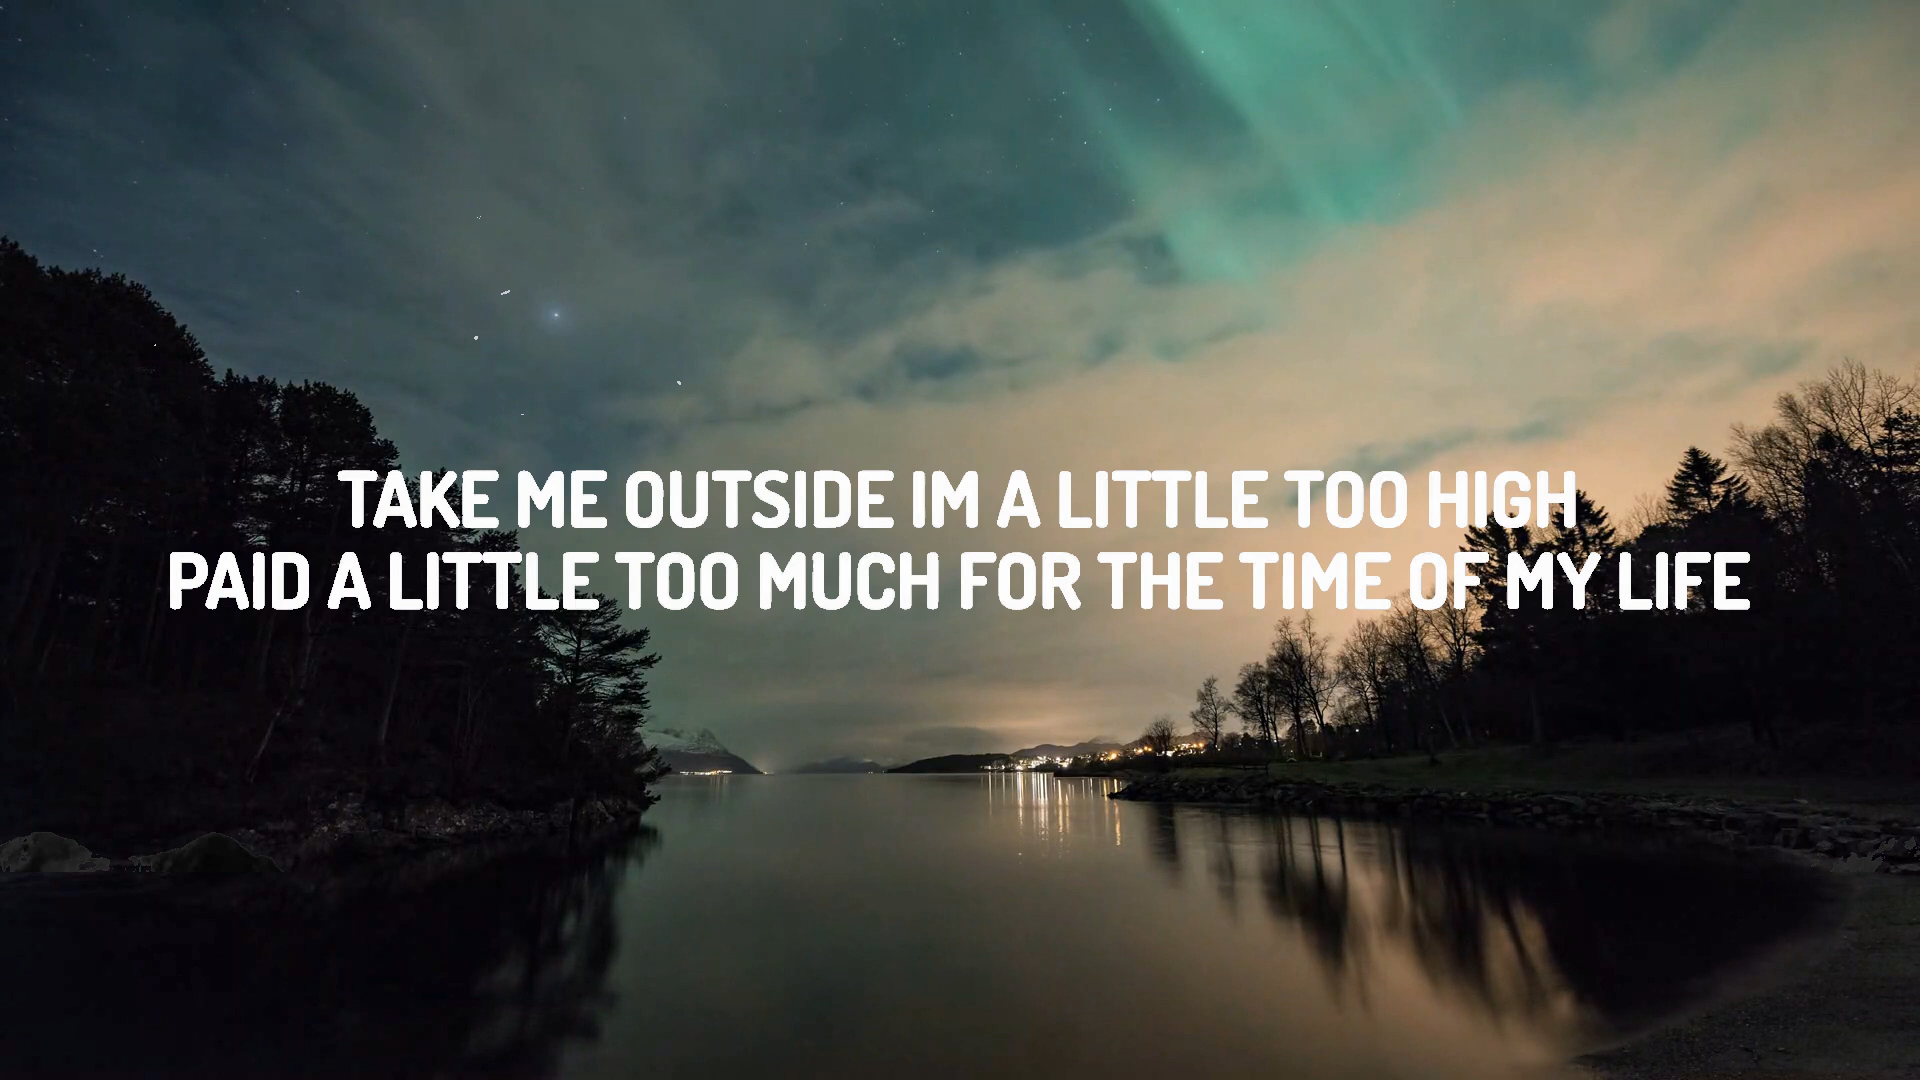 TAKE ME OUTSIDE IM A LITTLE TOO HIGH
PAID A LITTLE TOO MUCH FOR THE TIME OF MY LIFE